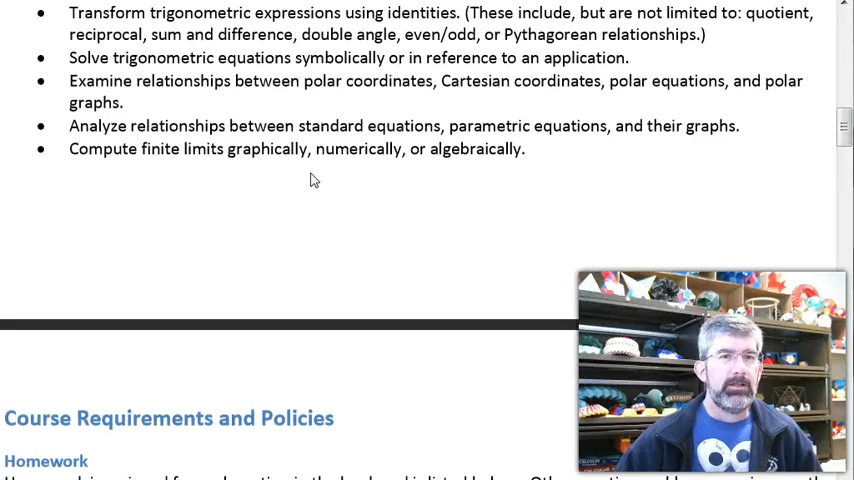 • Transform trigonometric expressions using identities. (These include, but are not limited to: quotient,
reciprocal, sum and difference, double angle, even/odd, or Pythagorean relationships.)
• Solve trigonometric equations symbolically or in reference to an application.
• Examine relationships between polar coordinates, Cartesian coordinates, polar equations, and polar
graphs.
• Analyze relationships between standard equations, parametric equations, and their graphs.
• Compute finite limits graphically, numerically, or algebraically.
Course Requirements and Policies
Homework